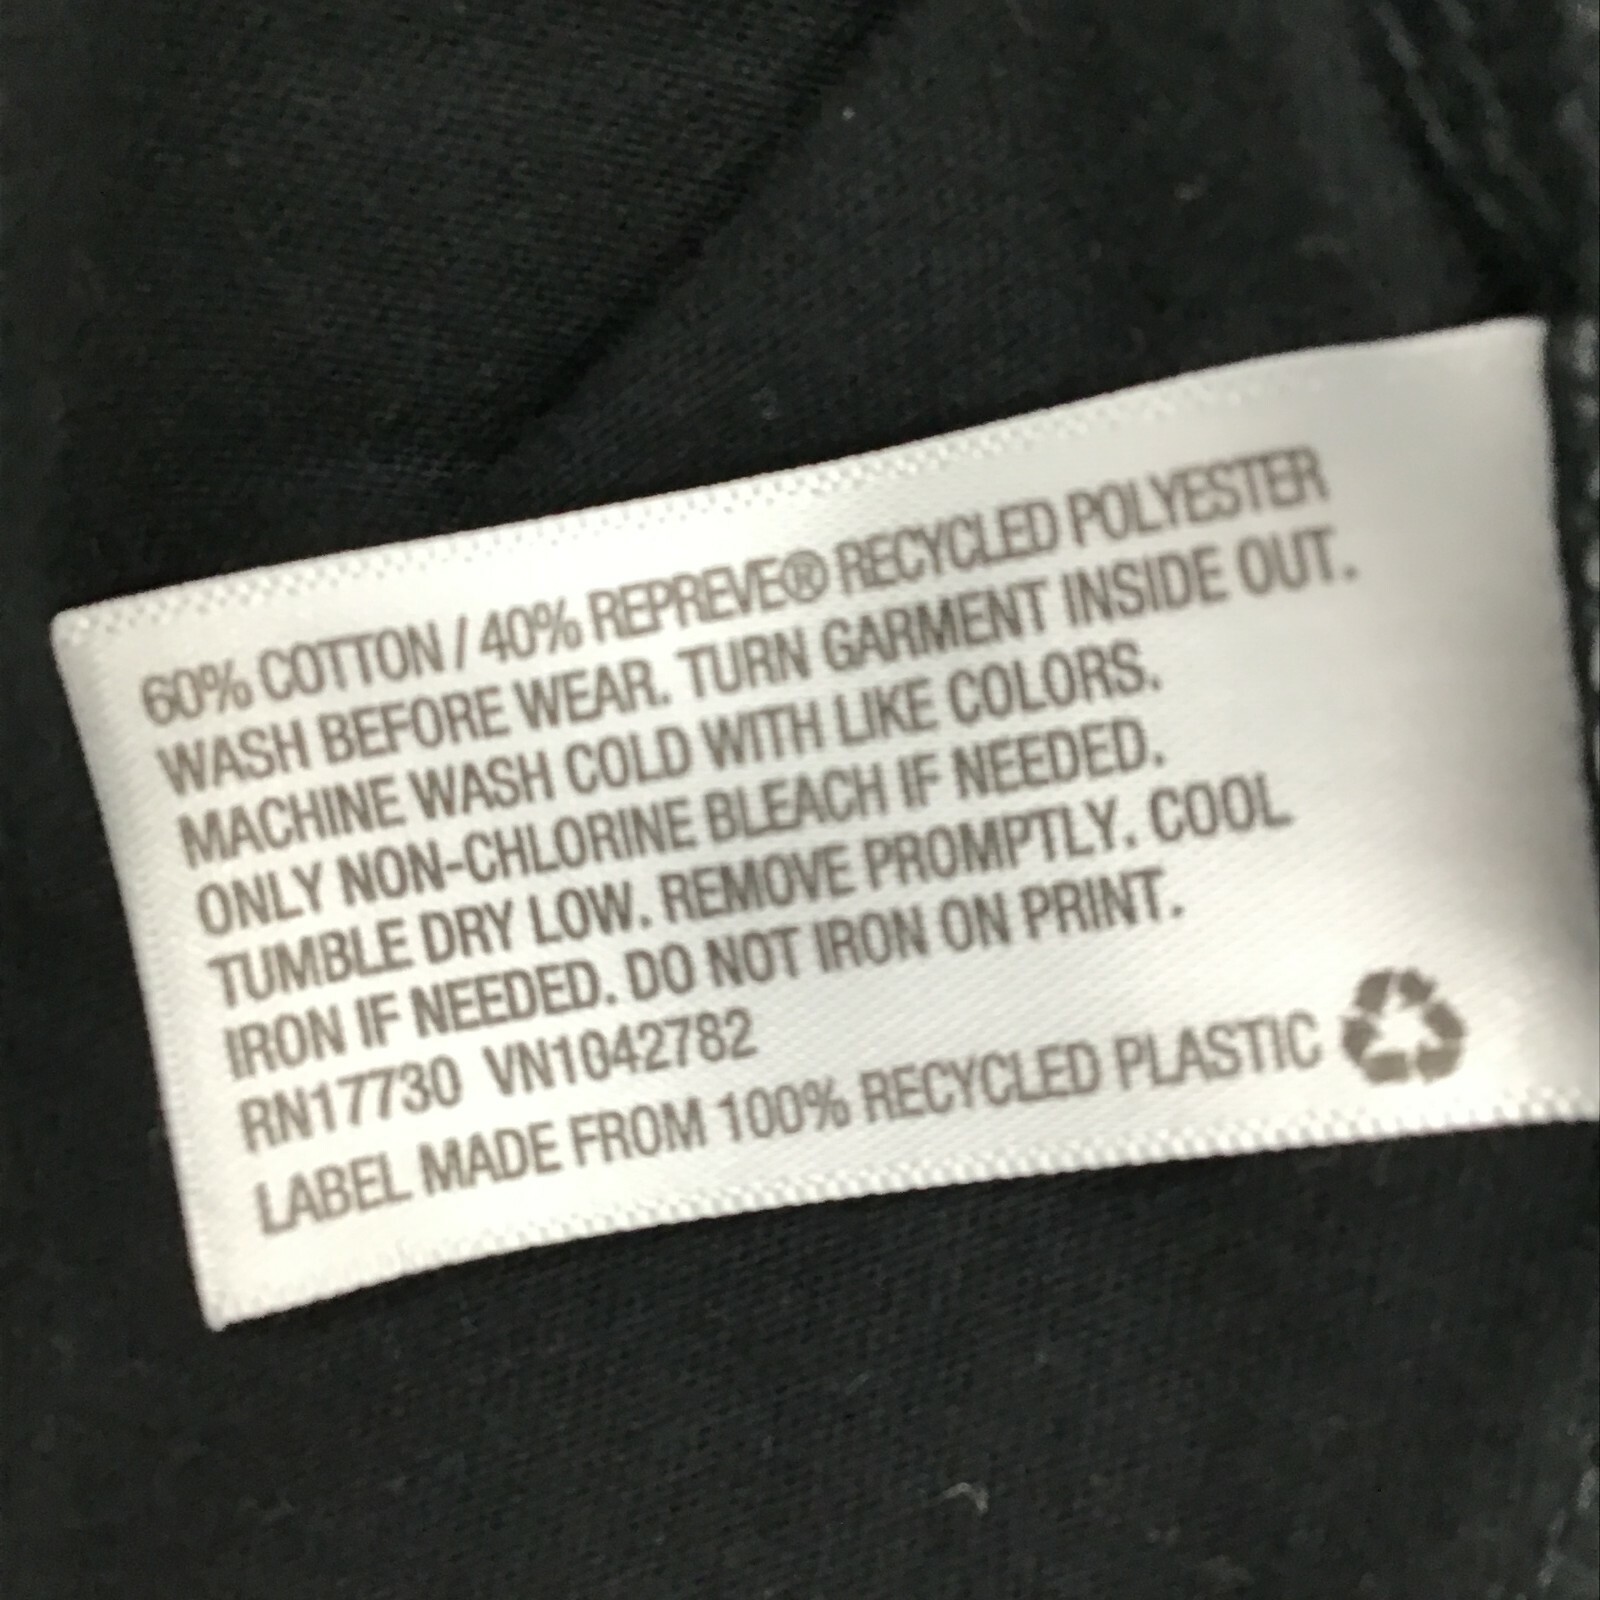 60% COTTON / 40% REPREVE® RECYCLED POLYESTER
WASH BEFORE WEAR. TURN GARMENT INSIDE OUT.
MACHINE WASH COLD WITH LIKE COLORS.
ONLY NON-CHLORINE BLEACH IF NEEDED.
TUMBLE DRY LOW. REMOVE PROMPTLY. COOL
IRON IF NEEDED. DO NOT IRON ON PRINT.
RN17730 VN1042782
LABEL MADE FROM 100% RECYCLED PLASTIC